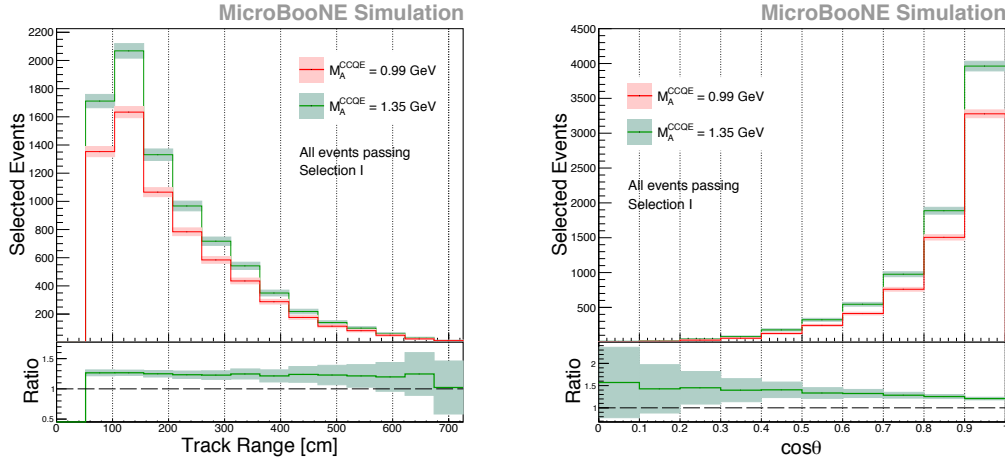 MicroBooNE Simulation
2200
2000
1800
1600
1400
1200
1000
800
600
400
200
Selected Events
M_A^CCQE = 0.99 GeV
M_A^CCQE = 1.35 GeV
All events passing
Selection I
1.5
1
0.5
Ratio
0 100 200 300 400 500 600 700
Track Range [cm]
MicroBooNE Simulation
4500
4000
3500
3000
2500
2000
1500
1000
500
Selected Events
M_A^CCQE = 0.99 GeV
M_A^CCQE = 1.35 GeV
All events passing
Selection I
2
1.5
1
Ratio
0 0.1 0.2 0.3 0.4 0.5 0.6 0.7 0.8 0.9 1
cosθ